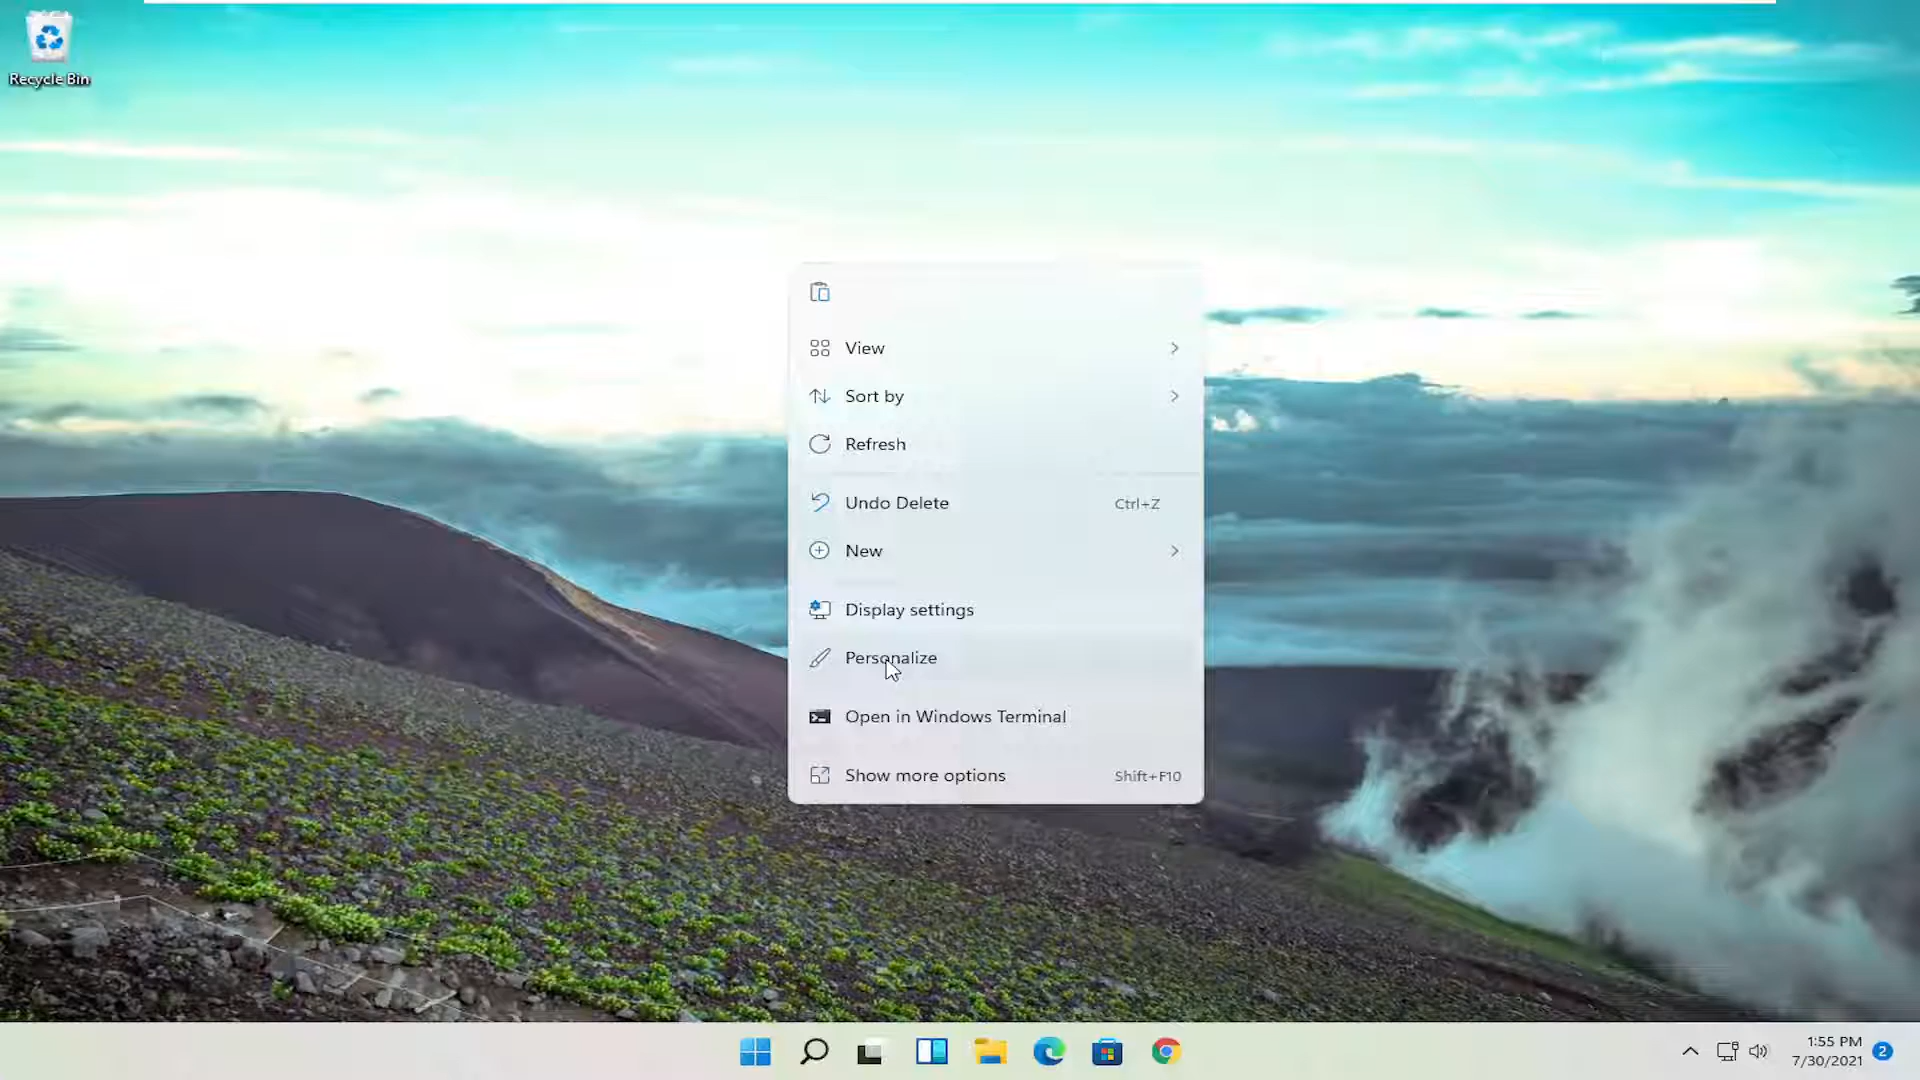 Recycle Bin
View
Sort by
Refresh
Undo Delete Ctrl+Z
New
Display settings
Personalize
Open in Windows Terminal
Show more options Shift+F10
1:55 PM
7/30/2021
2